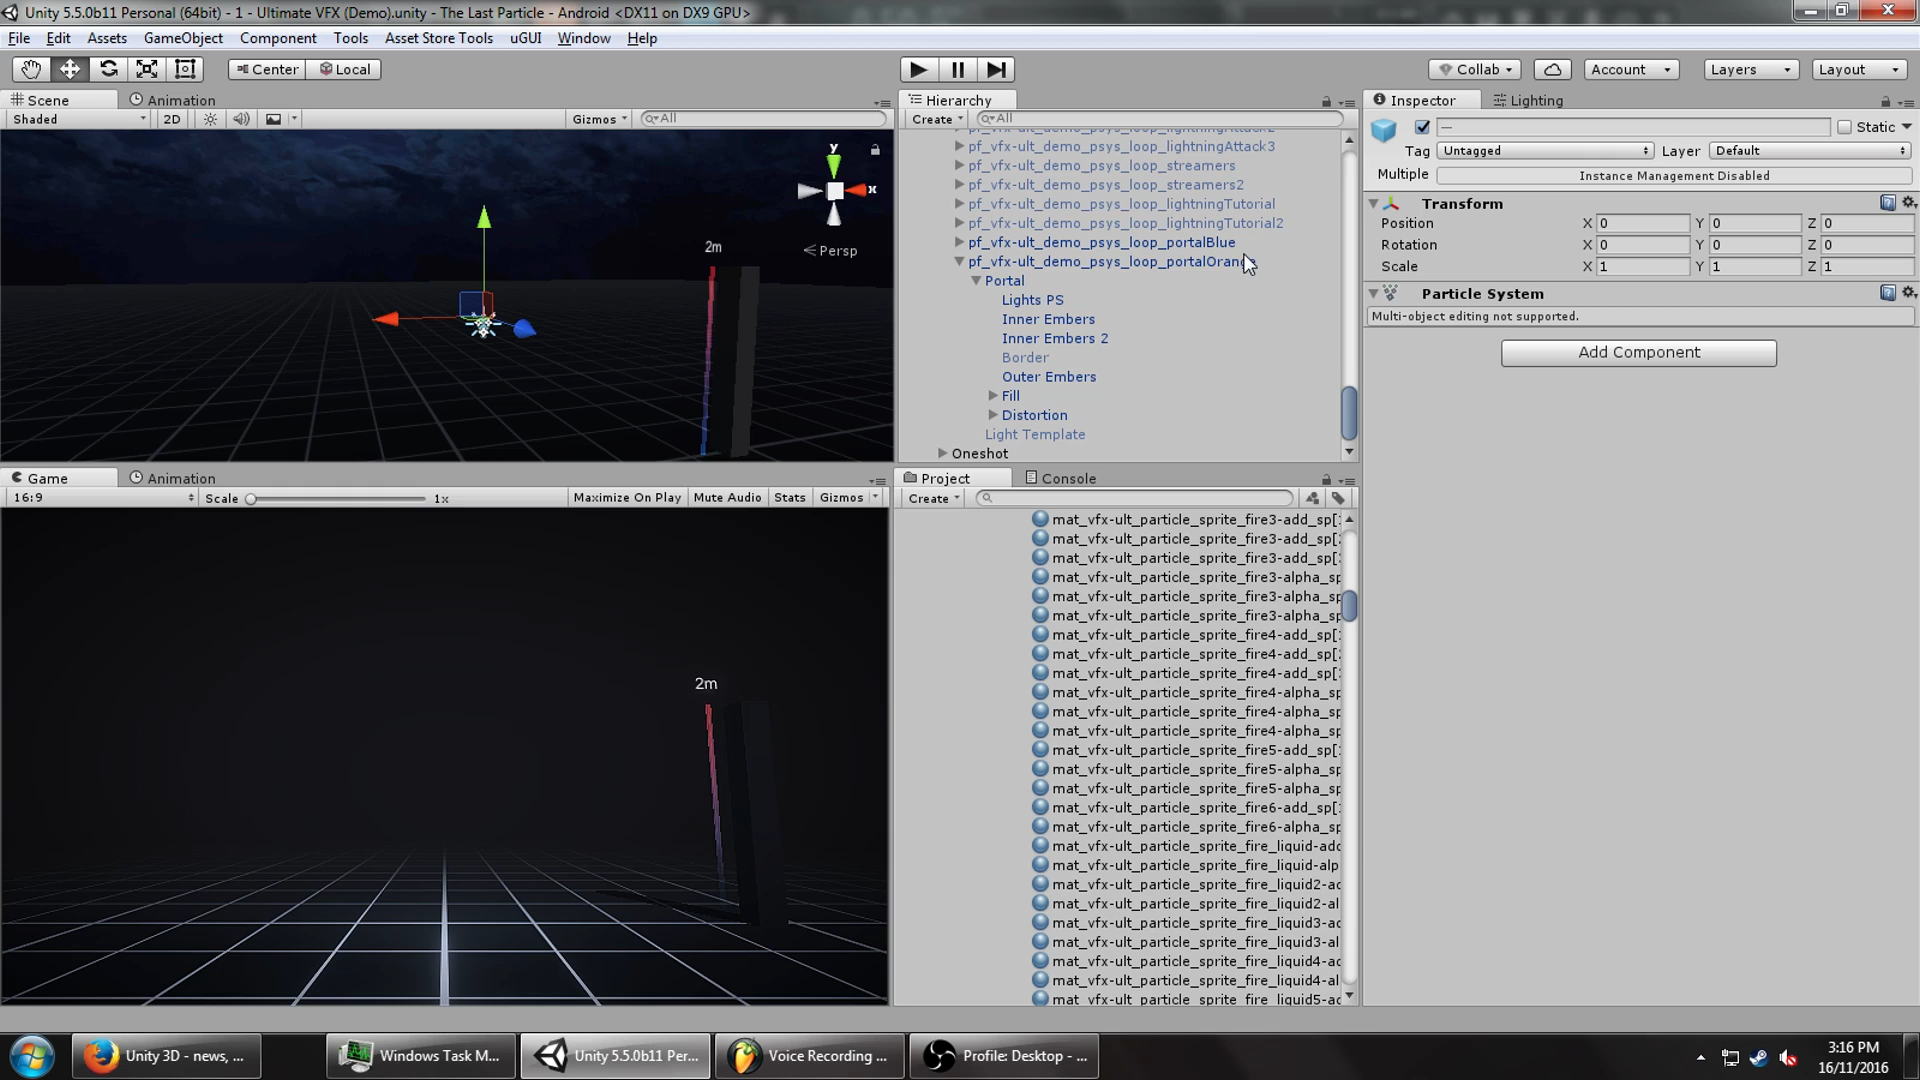 Unity 5.5.0b11 Personal (64bit) - 1 - Ultimate VFX (Demo).unity - The Last Particle - Android <DX11 on DX9 GPU>
File Edit Assets GameObject Component Tools Asset Store Tools uGUI Window Help
Center Local Collab Account Layers Layout
Scene Animation
Shaded 2D Gizmos All
y
x
Persp
2m
Hierarchy
Create All
pf_vfx-ult_demo_psys_loop_lightningAttack2
pf_vfx-ult_demo_psys_loop_lightningAttack3
pf_vfx-ult_demo_psys_loop_streamers
pf_vfx-ult_demo_psys_loop_streamers2
pf_vfx-ult_demo_psys_loop_lightningTutorial
pf_vfx-ult_demo_psys_loop_lightningTutorial2
pf_vfx-ult_demo_psys_loop_portalBlue
pf_vfx-ult_demo_psys_loop_portalOrange
Portal
Lights PS
Inner Embers
Inner Embers 2
Border
Outer Embers
Fill
Distortion
Light Template
Oneshot
Inspector Lighting
— Static
Tag Untagged Layer Default
Multiple Instance Management Disabled
Transform
Position X 0 Y 0 Z 0
Rotation X 0 Y 0 Z 0
Scale X 1 Y 1 Z 1
Particle System
Multi-object editing not supported.
Add Component
Game Animation
16:9 Scale 1x Maximize On Play Mute Audio Stats Gizmos
2m
Project Console
Create
mat_vfx-ult_particle_sprite_fire3-add_sp[
mat_vfx-ult_particle_sprite_fire3-add_sp[
mat_vfx-ult_particle_sprite_fire3-add_sp[
mat_vfx-ult_particle_sprite_fire3-alpha_sp
mat_vfx-ult_particle_sprite_fire3-alpha_sp
mat_vfx-ult_particle_sprite_fire3-alpha_sp
mat_vfx-ult_particle_sprite_fire4-add_sp[
mat_vfx-ult_particle_sprite_fire4-add_sp[
mat_vfx-ult_particle_sprite_fire4-add_sp[
mat_vfx-ult_particle_sprite_fire4-alpha_sp
mat_vfx-ult_particle_sprite_fire4-alpha_sp
mat_vfx-ult_particle_sprite_fire4-alpha_sp
mat_vfx-ult_particle_sprite_fire5-add_sp[
mat_vfx-ult_particle_sprite_fire5-alpha_sp
mat_vfx-ult_particle_sprite_fire5-alpha_sp
mat_vfx-ult_particle_sprite_fire6-add_sp[
mat_vfx-ult_particle_sprite_fire6-alpha_sp
mat_vfx-ult_particle_sprite_fire_liquid-add
mat_vfx-ult_particle_sprite_fire_liquid-alp
mat_vfx-ult_particle_sprite_fire_liquid2-ad
mat_vfx-ult_particle_sprite_fire_liquid2-al
mat_vfx-ult_particle_sprite_fire_liquid3-ad
mat_vfx-ult_particle_sprite_fire_liquid3-al
mat_vfx-ult_particle_sprite_fire_liquid4-ad
mat_vfx-ult_particle_sprite_fire_liquid4-al
mat_vfx-ult_particle_sprite_fire_liquid5-ad
Unity 3D - news, ... Windows Task M... Unity 5.5.0b11 Per... Voice Recording ... Profile: Desktop - ...
3:16 PM
16/11/2016